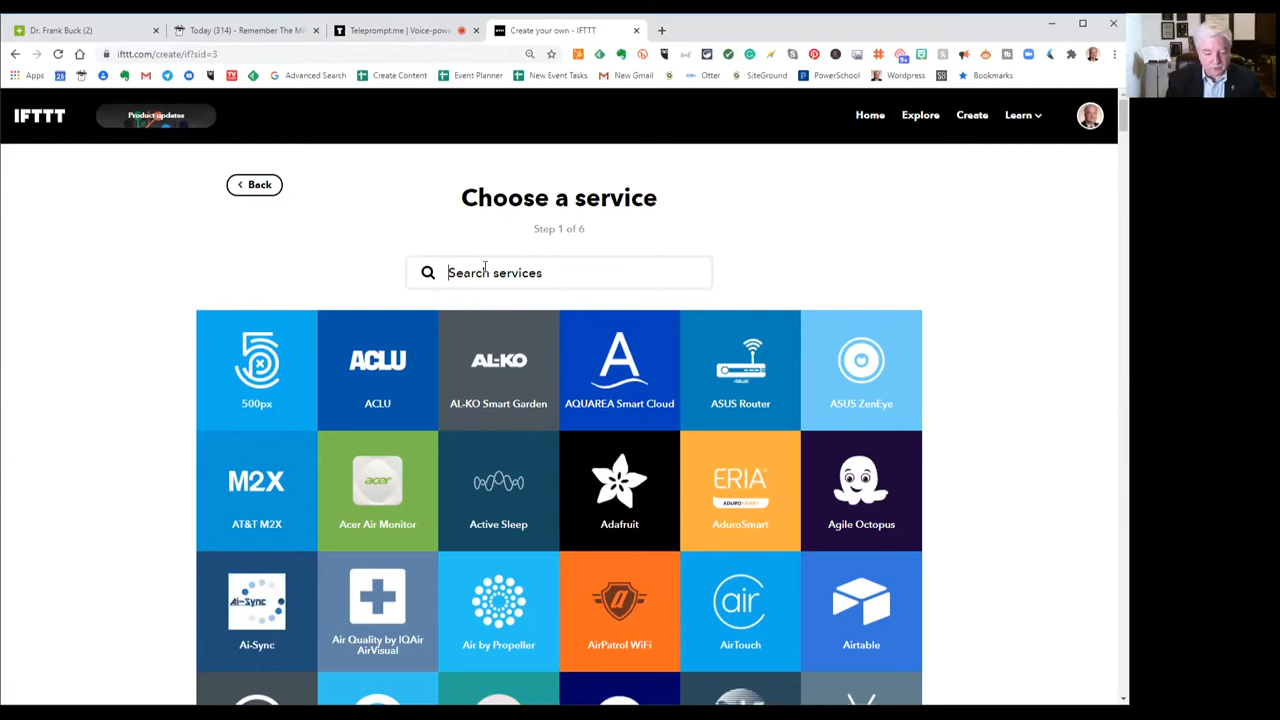 Dr. Frank Buck (2)
Today (314) - Remember The Mi
Teleprompt.me | Voice-powe
Create your own - IFTTT
ifttt.com/create/if?sid=3
9+
Apps
Advanced Search
Create Content
Event Planner
New Event Tasks
New Gmail
Otter
SiteGround
PowerSchool
Wordpress
Bookmarks
IFTTT
Product updates
Home
Explore
Create
Learn
Back
Choose a service
Step 1 of 6
Search services
5
500px
ACLU
ACLU
AL-KO
AL-KO Smart Garden
A
AQUAREA Smart Cloud
ASUS
ASUS Router
ASUS ZenEye
M2X
AT&T M2X
acer
Acer Air Monitor
Active Sleep
Adafruit
ERIA
ADUROSMART
AduroSmart
Agile Octopus
Ai-Sync
Ai-Sync
Air Quality by IQAir
AirVisual
Air by Propeller
a
AirPatrol WiFi
air
AirTouch
Airtable